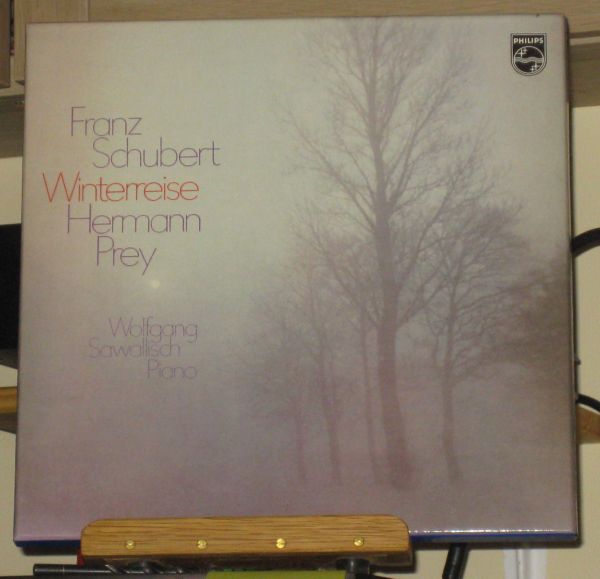 PHILIPS
Franz
Schubert
Winterreise
Hermann
Prey
Wolfgang
Sawallisch
Piano